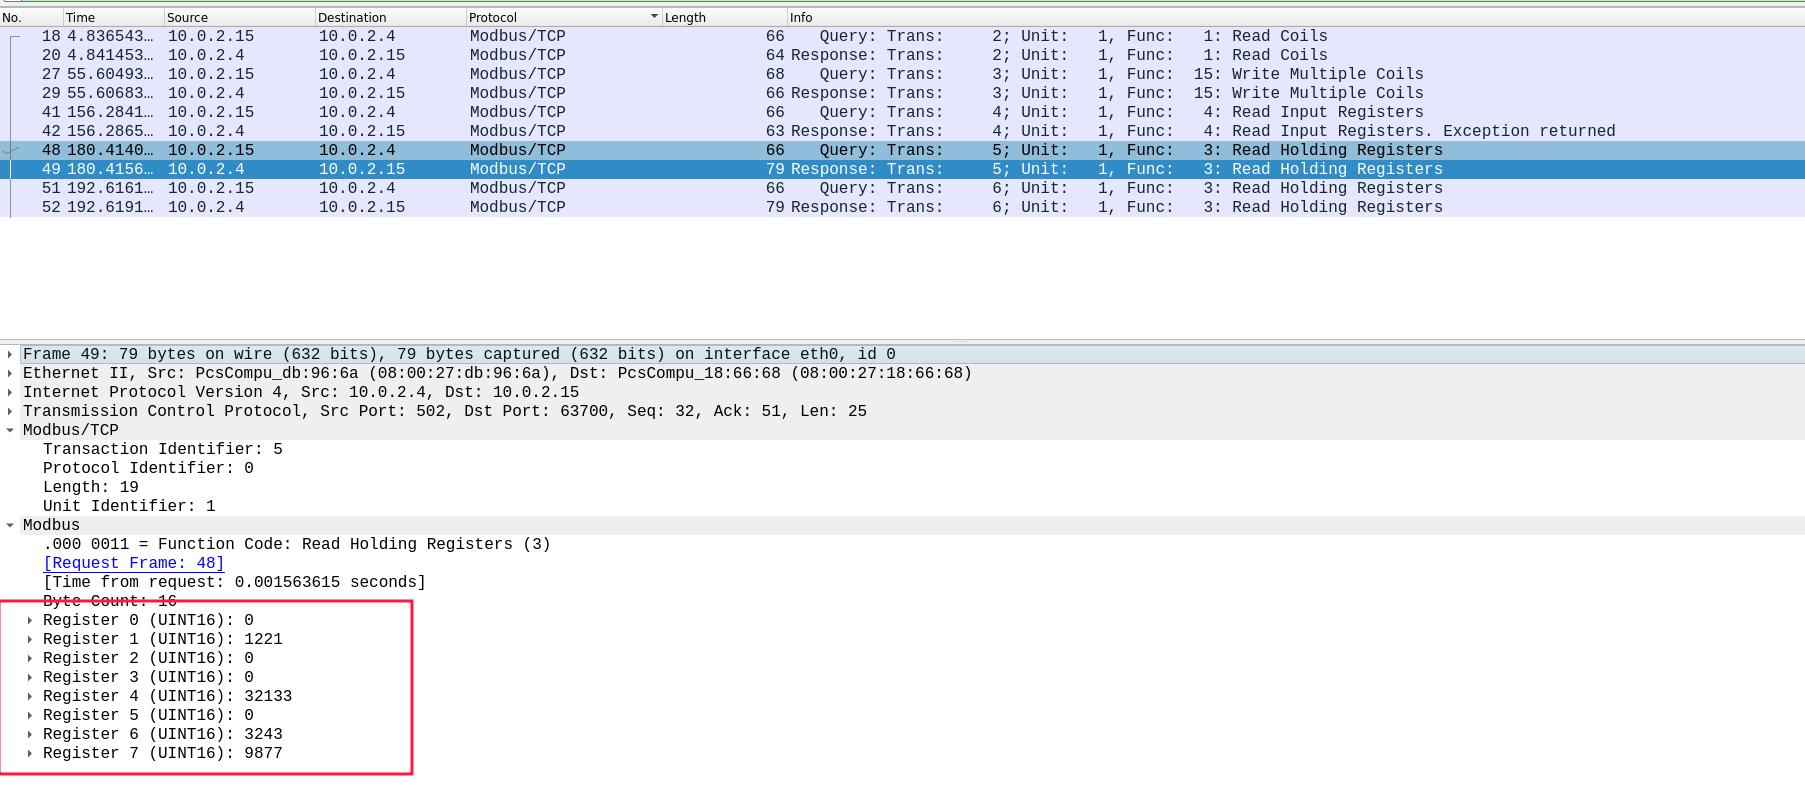 No. Time Source Destination Protocol Length Info
18 4.836543… 10.0.2.15 10.0.2.4 Modbus/TCP 66 Query: Trans: 2; Unit: 1, Func: 1: Read Coils
20 4.841453… 10.0.2.4 10.0.2.15 Modbus/TCP 64 Response: Trans: 2; Unit: 1, Func: 1: Read Coils
27 55.60493… 10.0.2.15 10.0.2.4 Modbus/TCP 68 Query: Trans: 3; Unit: 1, Func: 15: Write Multiple Coils
29 55.60683… 10.0.2.4 10.0.2.15 Modbus/TCP 66 Response: Trans: 3; Unit: 1, Func: 15: Write Multiple Coils
41 156.2841… 10.0.2.15 10.0.2.4 Modbus/TCP 66 Query: Trans: 4; Unit: 1, Func: 4: Read Input Registers
42 156.2865… 10.0.2.4 10.0.2.15 Modbus/TCP 63 Response: Trans: 4; Unit: 1, Func: 4: Read Input Registers. Exception returned
48 180.4140… 10.0.2.15 10.0.2.4 Modbus/TCP 66 Query: Trans: 5; Unit: 1, Func: 3: Read Holding Registers
49 180.4156… 10.0.2.4 10.0.2.15 Modbus/TCP 79 Response: Trans: 5; Unit: 1, Func: 3: Read Holding Registers
51 192.6161… 10.0.2.15 10.0.2.4 Modbus/TCP 66 Query: Trans: 6; Unit: 1, Func: 3: Read Holding Registers
52 192.6191… 10.0.2.4 10.0.2.15 Modbus/TCP 79 Response: Trans: 6; Unit: 1, Func: 3: Read Holding Registers
Frame 49: 79 bytes on wire (632 bits), 79 bytes captured (632 bits) on interface eth0, id 0
Ethernet II, Src: PcsCompu_db:96:6a (08:00:27:db:96:6a), Dst: PcsCompu_18:66:68 (08:00:27:18:66:68)
Internet Protocol Version 4, Src: 10.0.2.4, Dst: 10.0.2.15
Transmission Control Protocol, Src Port: 502, Dst Port: 63700, Seq: 32, Ack: 51, Len: 25
Modbus/TCP
Transaction Identifier: 5
Protocol Identifier: 0
Length: 19
Unit Identifier: 1
Modbus
.000 0011 = Function Code: Read Holding Registers (3)
[Request Frame: 48]
[Time from request: 0.001563615 seconds]
Byte Count: 16
Register 0 (UINT16): 0
Register 1 (UINT16): 1221
Register 2 (UINT16): 0
Register 3 (UINT16): 0
Register 4 (UINT16): 32133
Register 5 (UINT16): 0
Register 6 (UINT16): 3243
Register 7 (UINT16): 9877